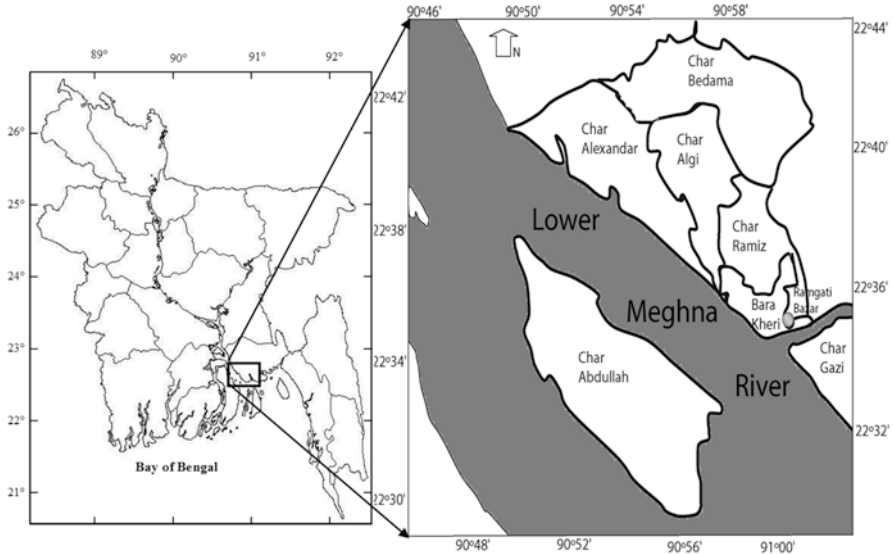 89°
90°
91°
92°
26°
25°
24°
23°
22°
21°
Bay of Bengal
90°46'
90°50'
90°54'
90°58'
22°44'
22°42'
22°40'
22°38'
22°36'
22°34'
22°32'
22°30'
90°48'
90°52'
90°56'
91°00'
N
Char
Bedama
Char
Alexandar
Char
Algi
Char
Ramiz
Lower
Meghna
River
Bara
Kheri
Ramgati
Bazar
Char
Gazi
Char
Abdullah